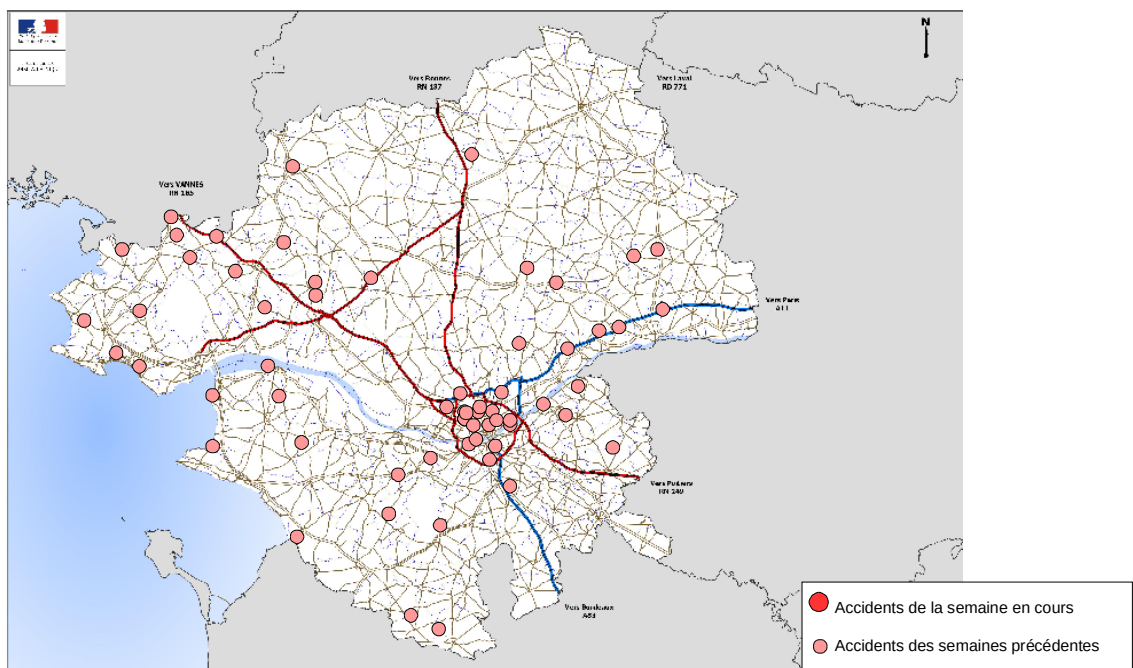 N
Vers Rennes
RN 137
Vers Laval
RD 771
Vers VANNES
RN 165
Vers Paris
A11
Vers Poitiers
RN 249
Vers Bordeaux
A83
Accidents de la semaine en cours
Accidents des semaines précédentes